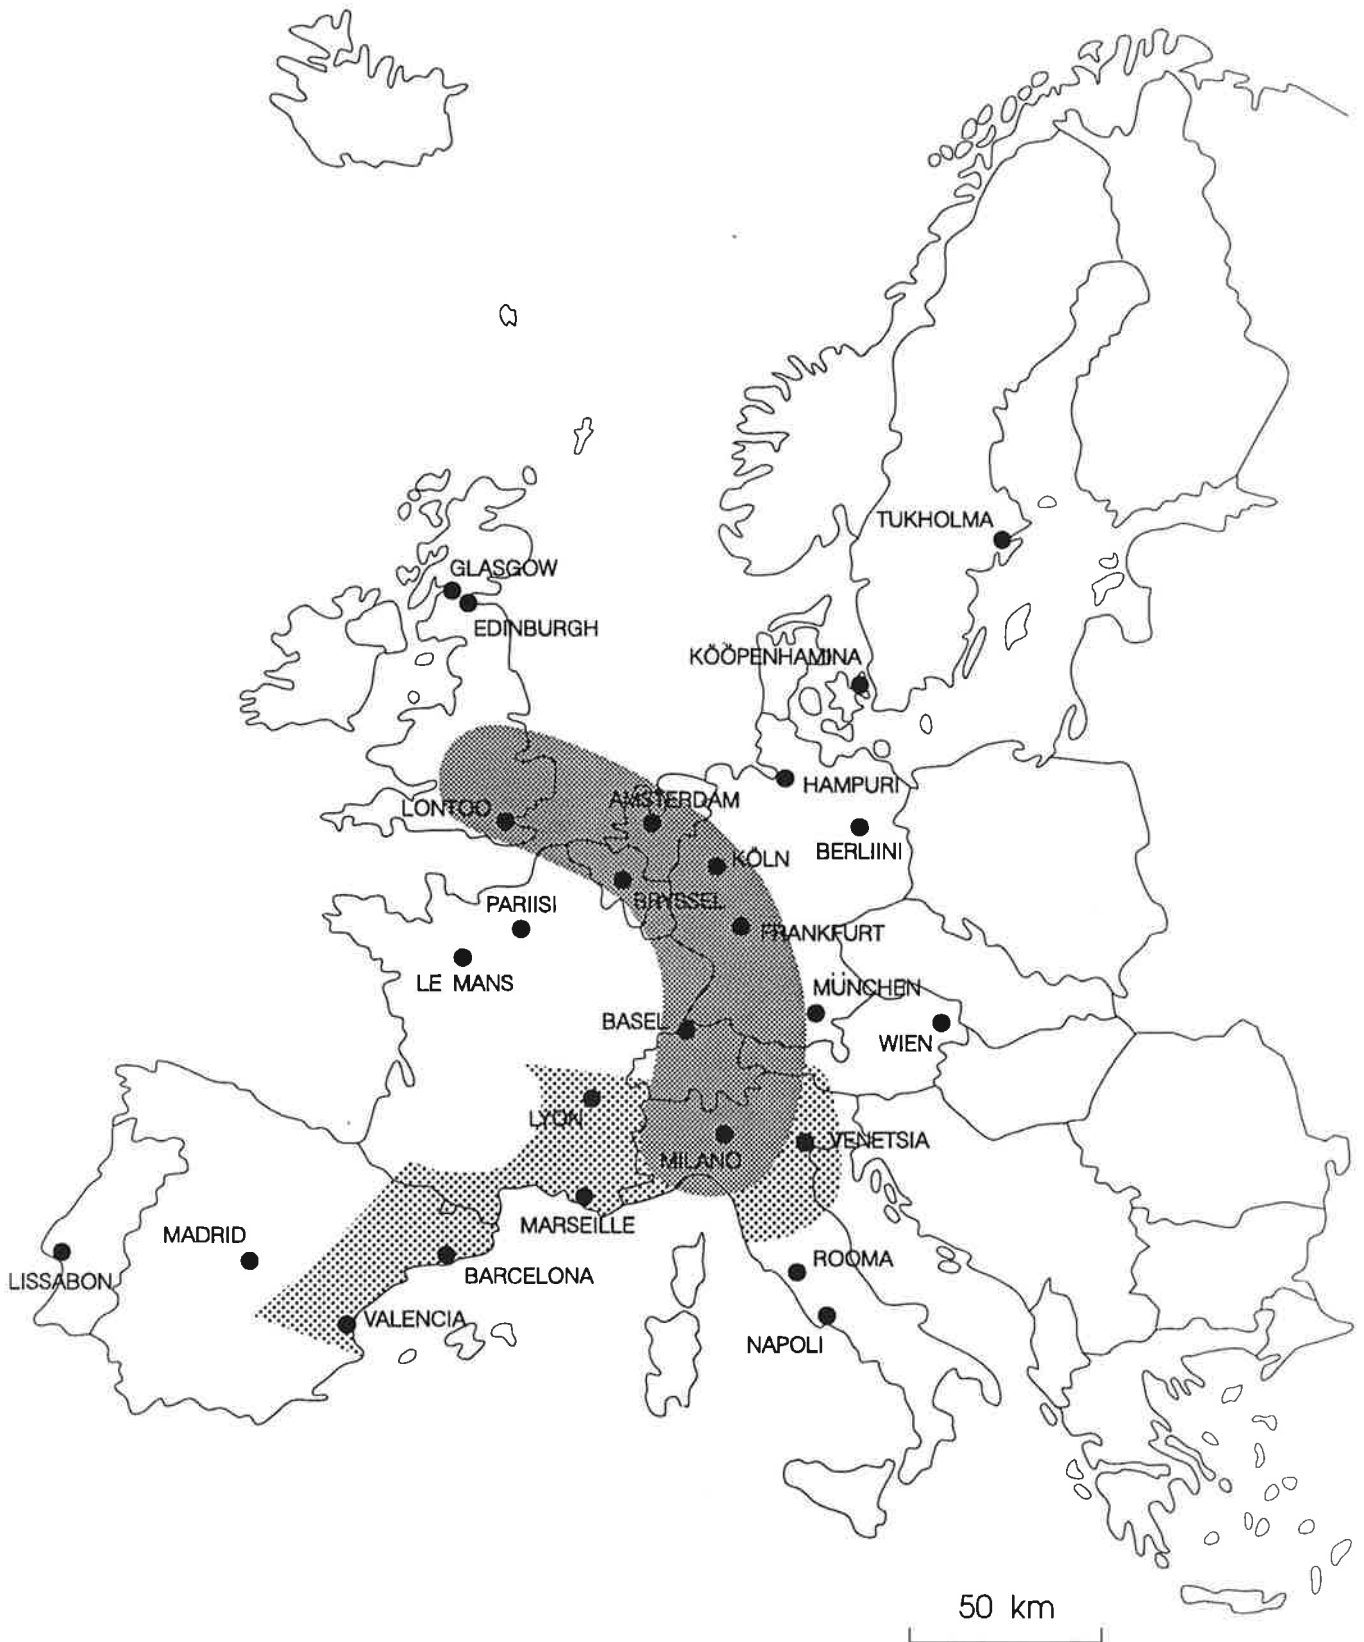 TUKHOLMA
GLASGOW
EDINBURGH
KÖÖPENHAMINA
HAMPURI
LONTOO
AMSTERDAM
BERLIINI
KÖLN
BRYSSEL
PARIISI
FRANKFURT
LE MANS
MÜNCHEN
BASEL
WIEN
LYON
VENETSIA
MILANO
MARSEILLE
MADRID
ROOMA
BARCELONA
LISSABON
VALENCIA
NAPOLI
50 km